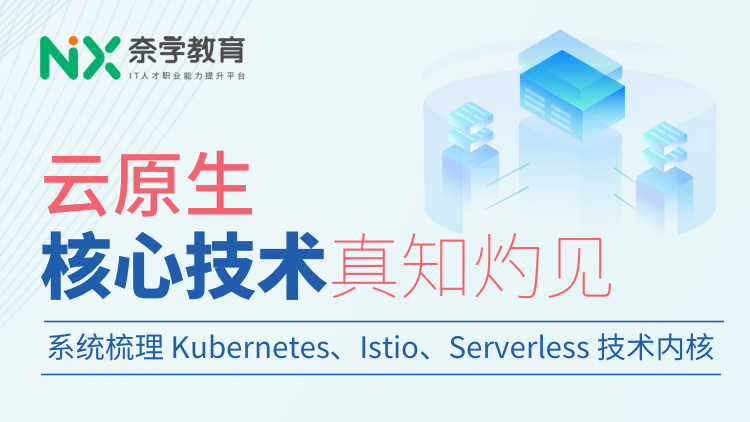 NiX 奈学教育
IT人才职业能力提升平台
云原生
核心技术真知灼见
系统梳理 Kubernetes、Istio、Serverless 技术内核